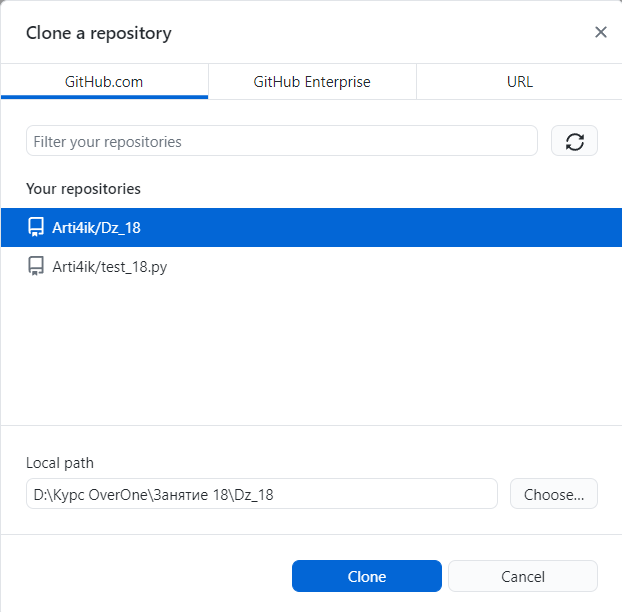 Clone a repository
GitHub.com
GitHub Enterprise
URL
Filter your repositories
Your repositories
Arti4ik/Dz_18
Arti4ik/test_18.py
Local path
D:\Курс OverOne\Занятие 18\Dz_18
Choose...
Clone
Cancel